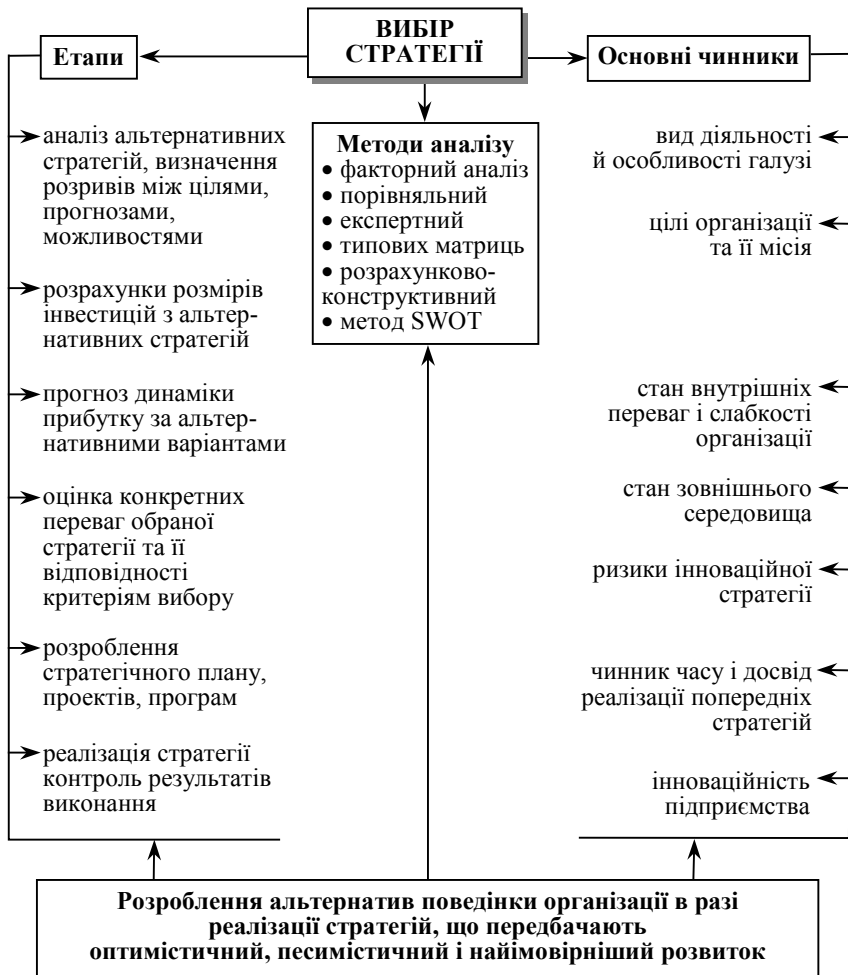 ВИБІР
СТРАТЕГІЇ
Етапи
аналіз альтернативних
стратегій, визначення
розривів між цілями,
прогнозами,
можливостями
розрахунки розмірів
інвестицій з альтер-
нативних стратегій
прогноз динаміки
прибутку за альтер-
нативними варіантами
оцінка конкретних
переваг обраної
стратегії та її
відповідності
критеріям вибору
розроблення
стратегічного плану,
проектів, програм
реалізація стратегії
контроль результатів
виконання
Методи аналізу
• факторний аналіз
• порівняльний
• експертний
• типових матриць
• розрахунково-
конструктивний
• метод SWOT
Основні чинники
вид діяльності
й особливості галузі
цілі організації
та її місія
стан внутрішніх
переваг і слабкості
організації
стан зовнішнього
середовища
ризики інноваційної
стратегії
чинник часу і досвід
реалізації попередніх
стратегій
інноваційність
підприємства
Розроблення альтернатив поведінки організації в разі
реалізації стратегій, що передбачають
оптимістичний, песимістичний і найімовірніший розвиток